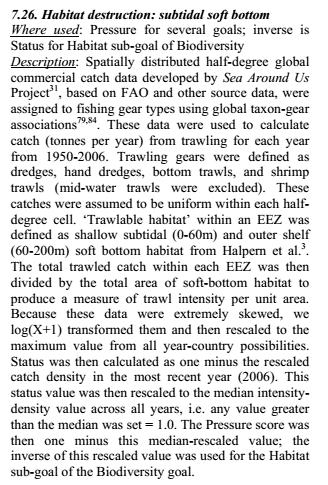 7.26. Habitat destruction: subtidal soft bottom
Where used: Pressure for several goals; inverse is
Status for Habitat sub-goal of Biodiversity
Description: Spatially distributed half-degree global
commercial catch data developed by Sea Around Us
Project31, based on FAO and other source data, were
assigned to fishing gear types using global taxon-gear
associations79,84. These data were used to calculate
catch (tonnes per year) from trawling for each year
from 1950-2006. Trawling gears were defined as
dredges, hand dredges, bottom trawls, and shrimp
trawls (mid-water trawls were excluded). These
catches were assumed to be uniform within each half-
degree cell. ‘Trawlable habitat’ within an EEZ was
defined as shallow subtidal (0-60m) and outer shelf
(60-200m) soft bottom habitat from Halpern et al.3.
The total trawled catch within each EEZ was then
divided by the total area of soft-bottom habitat to
produce a measure of trawl intensity per unit area.
Because these data were extremely skewed, we
log(X+1) transformed them and then rescaled to the
maximum value from all year-country possibilities.
Status was then calculated as one minus the rescaled
catch density in the most recent year (2006). This
status value was then rescaled to the median intensity-
density value across all years, i.e. any value greater
than the median was set = 1.0. The Pressure score was
then one minus this median-rescaled value; the
inverse of this rescaled value was used for the Habitat
sub-goal of the Biodiversity goal.